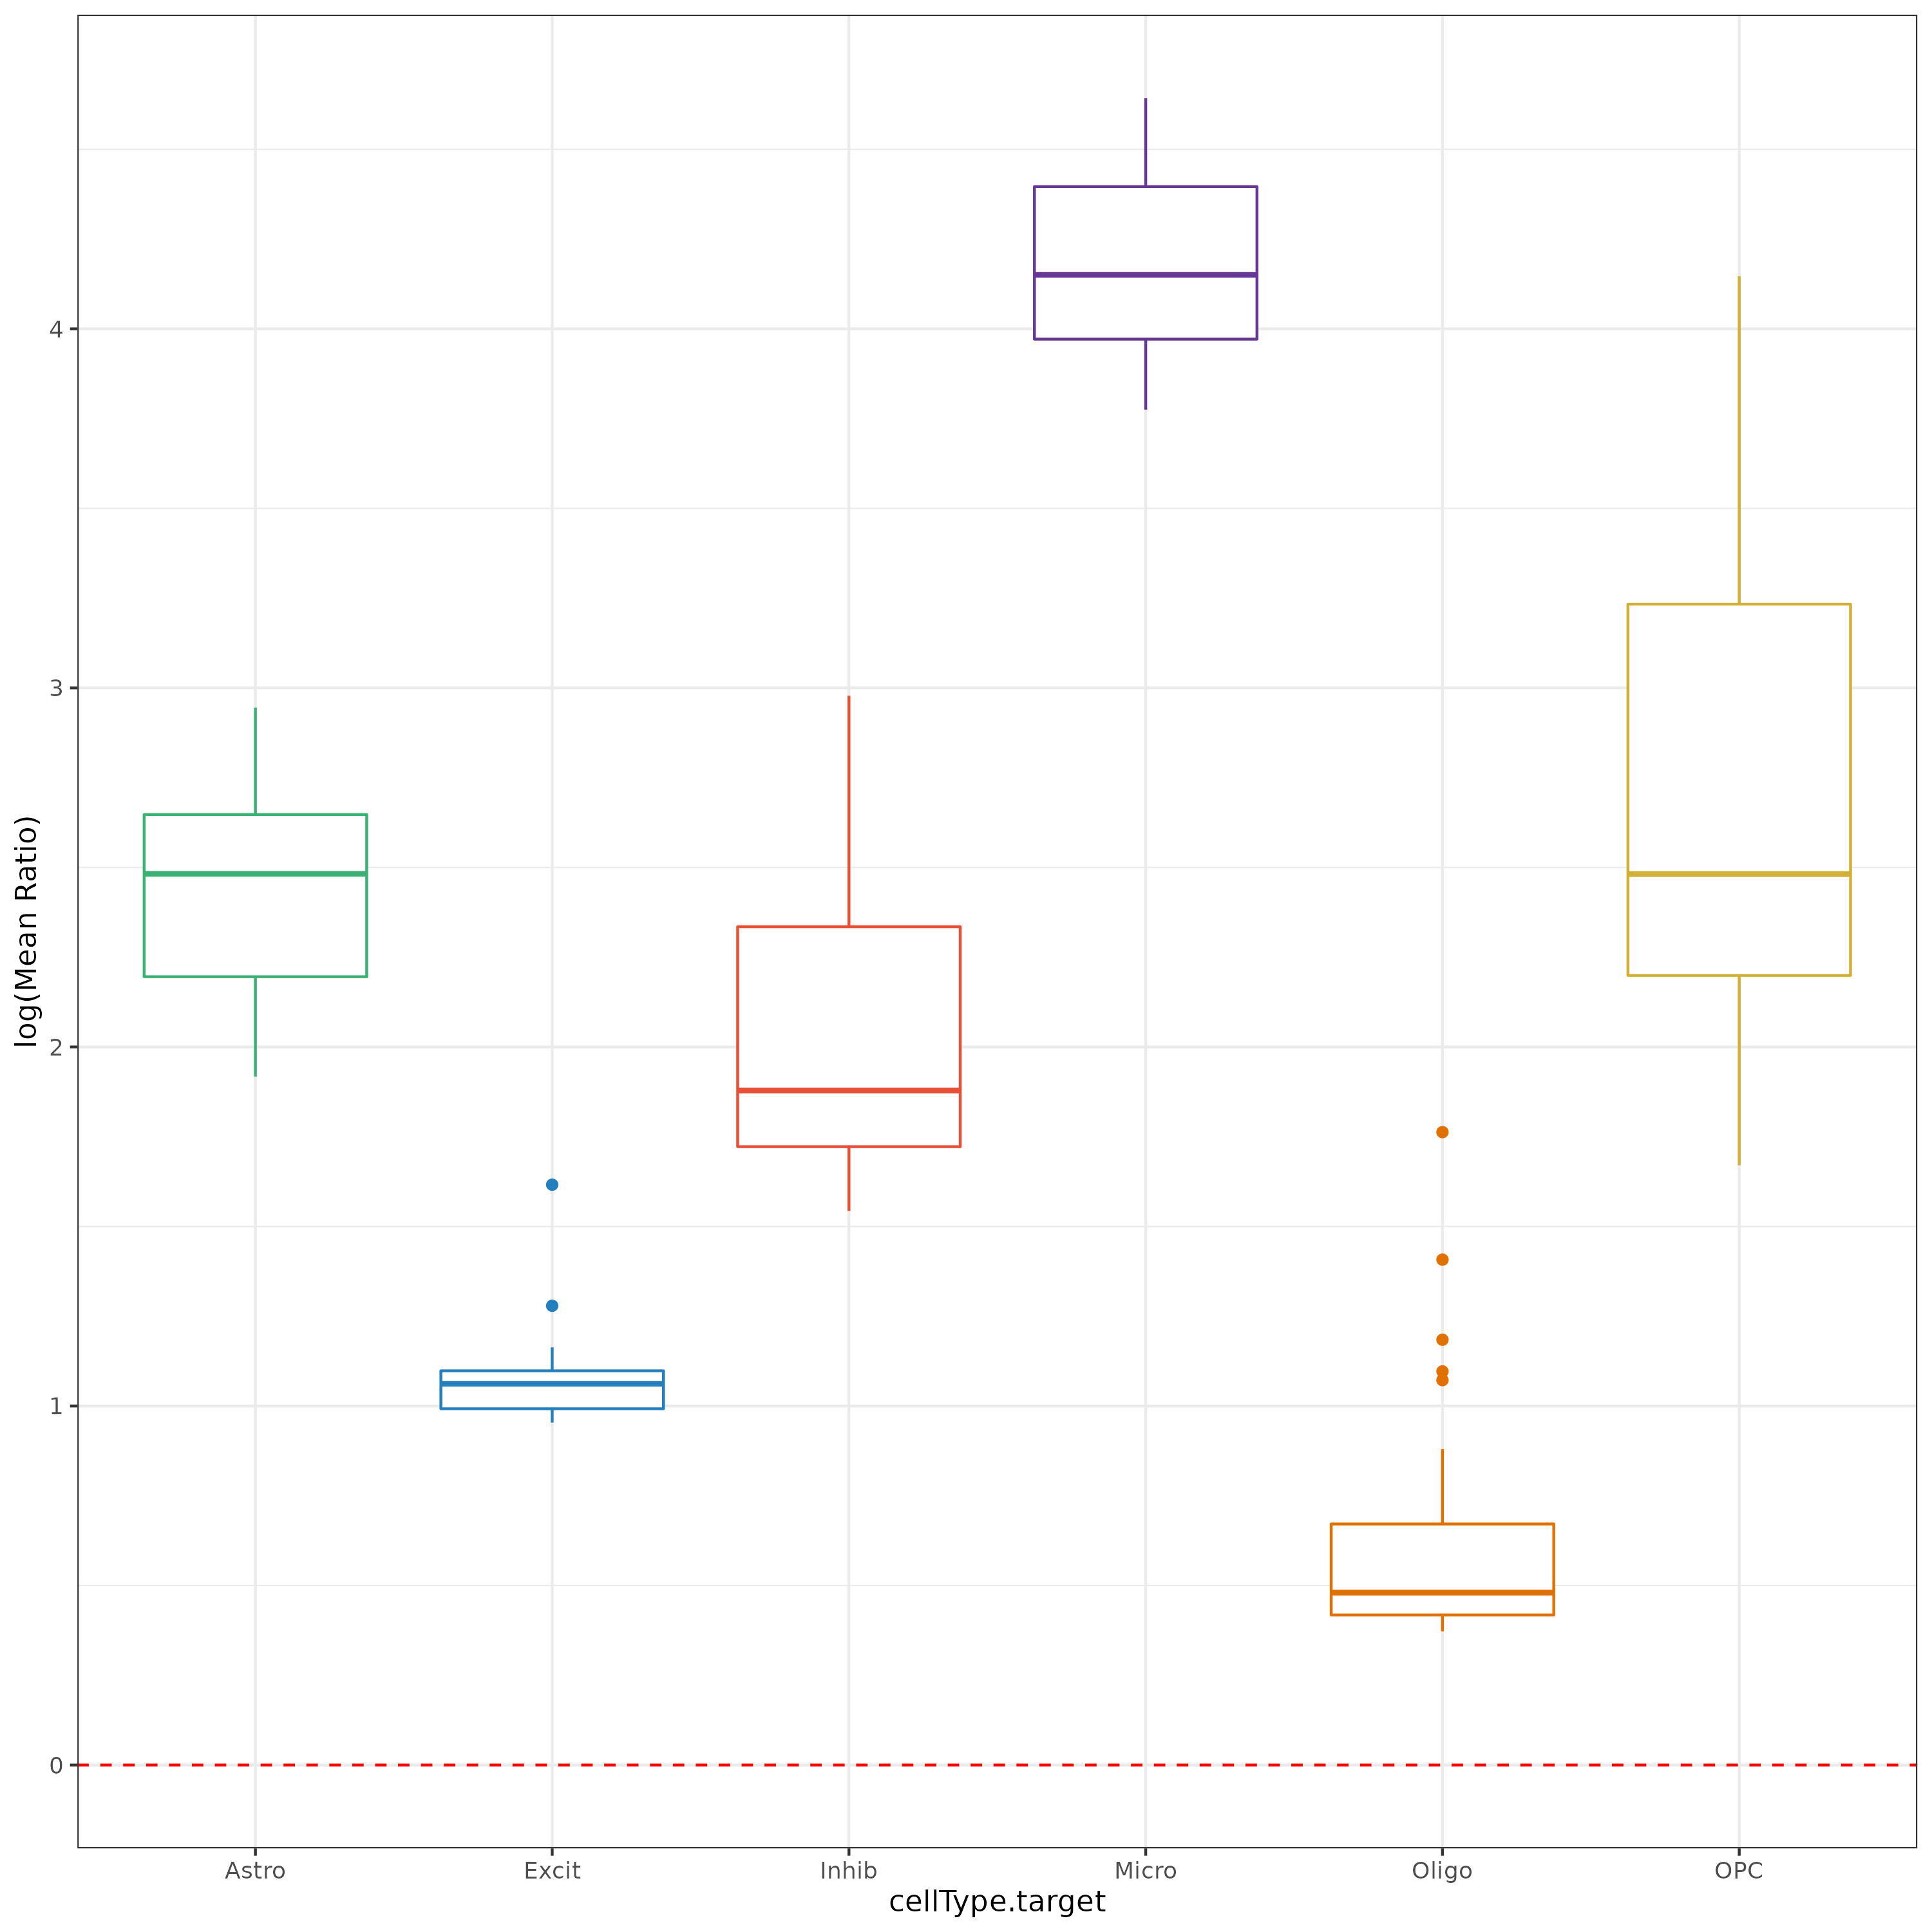 log(Mean Ratio)
4
3
2
1
0
Astro Excit Inhib Micro Oligo OPC
cellType.target